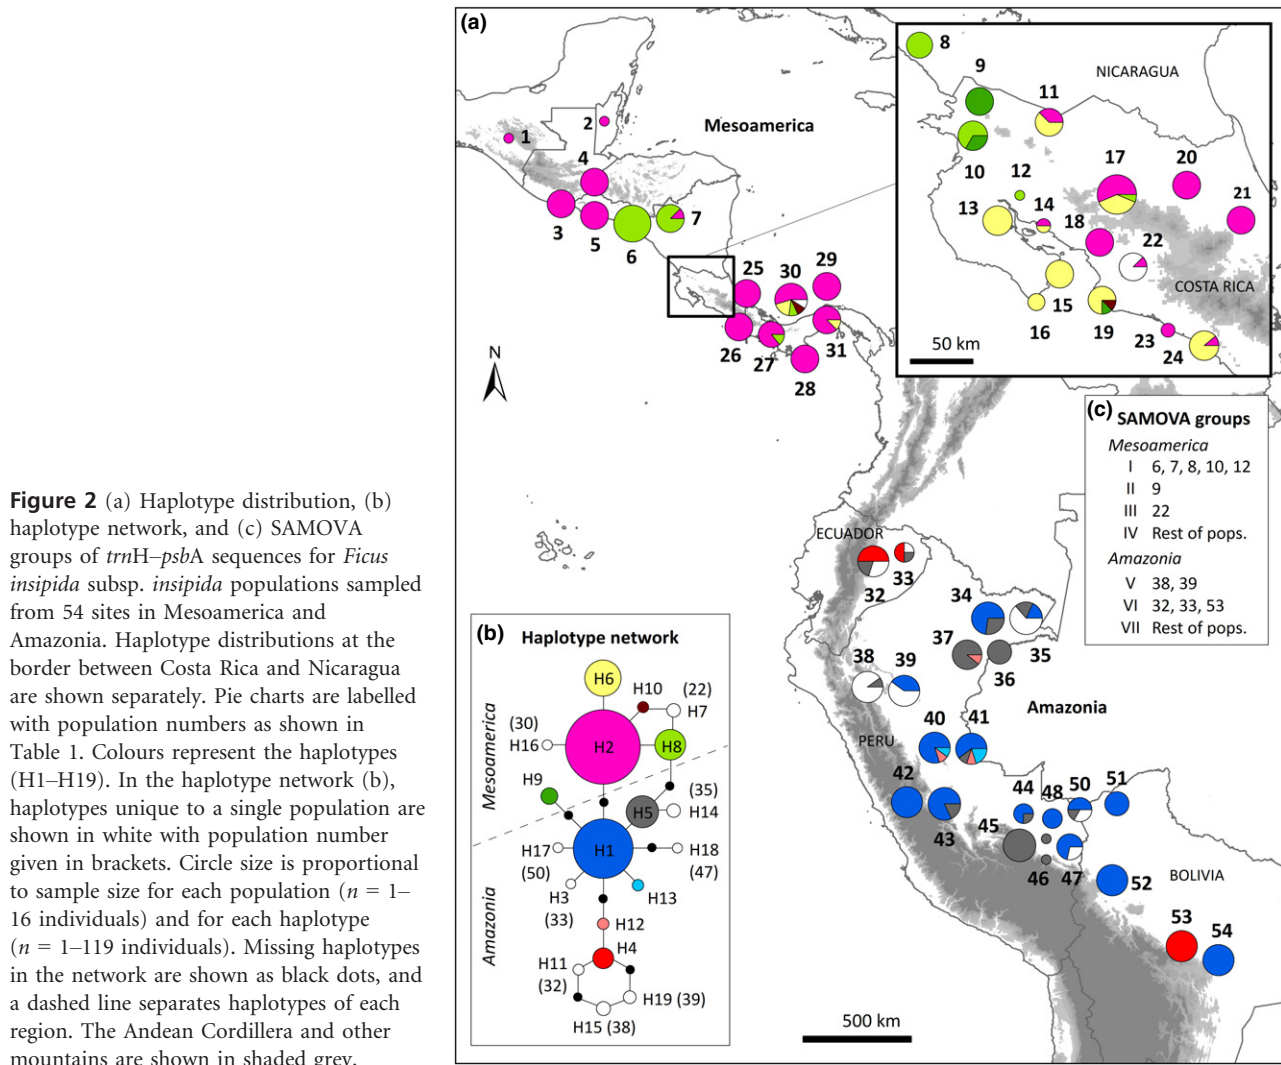 Figure 2 (a) Haplotype distribution, (b)
haplotype network, and (c) SAMOVA
groups of trnH–psbA sequences for Ficus
insipida subsp. insipida populations sampled
from 54 sites in Mesoamerica and
Amazonia. Haplotype distributions at the
border between Costa Rica and Nicaragua
are shown separately. Pie charts are labelled
with population numbers as shown in
Table 1. Colours represent the haplotypes
(H1–H19). In the haplotype network (b),
haplotypes unique to a single population are
shown in white with population number
given in brackets. Circle size is proportional
to sample size for each population (n = 1–
16 individuals) and for each haplotype
(n = 1–119 individuals). Missing haplotypes
in the network are shown as black dots, and
a dashed line separates haplotypes of each
region. The Andean Cordillera and other
mountains are shown in shaded grey.
(a)
Mesoamerica
1
2
3
4
5
6
7
25
26
27
28
29
30
31
N
8
9
NICARAGUA
11
10
12
17
20
13
14
18
21
22
COSTA RICA
15
16
19
23
24
50 km
(c) SAMOVA groups
Mesoamerica
I 6, 7, 8, 10, 12
II 9
III 22
IV Rest of pops.
Amazonia
V 38, 39
VI 32, 33, 53
VII Rest of pops.
ECUADOR
32
33
34
35
37
36
38
39
Amazonia
PERU
40
41
42
43
44
48
50
51
45
46
47
52
BOLIVIA
53
54
500 km
(b) Haplotype network
Mesoamerica
Amazonia
H6
H10
(22)
H7
(30)
H16
H2
H8
H9
(35)
H5
H14
H1
H17
(50)
H18
(47)
H3
(33)
H13
H12
H4
H11
(32)
H19 (39)
H15 (38)